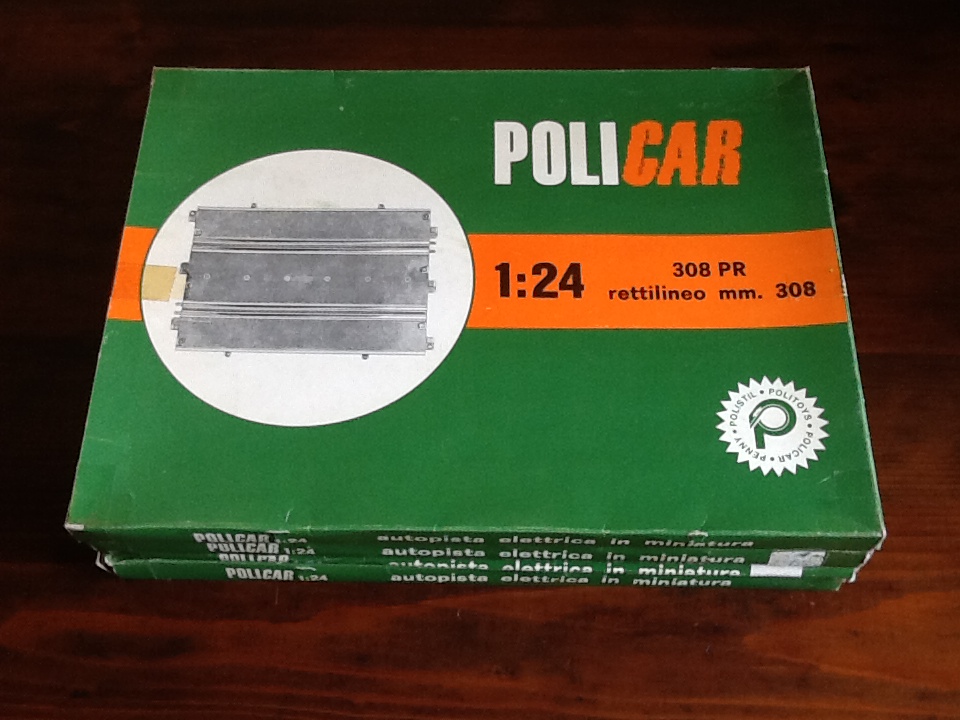 POLICAR
1:24
308 PR
rettilineo mm. 308
POLISTIL • POLITOYS • POLICAR • PENNY •
P
POLICAR 1:24 autopista elettrica in miniatura
POLICAR 1:24 autopista elettrica in miniatura
POLICAR autopista elettrica in miniatura
POLICAR 1:24 autopista elettrica in miniatura